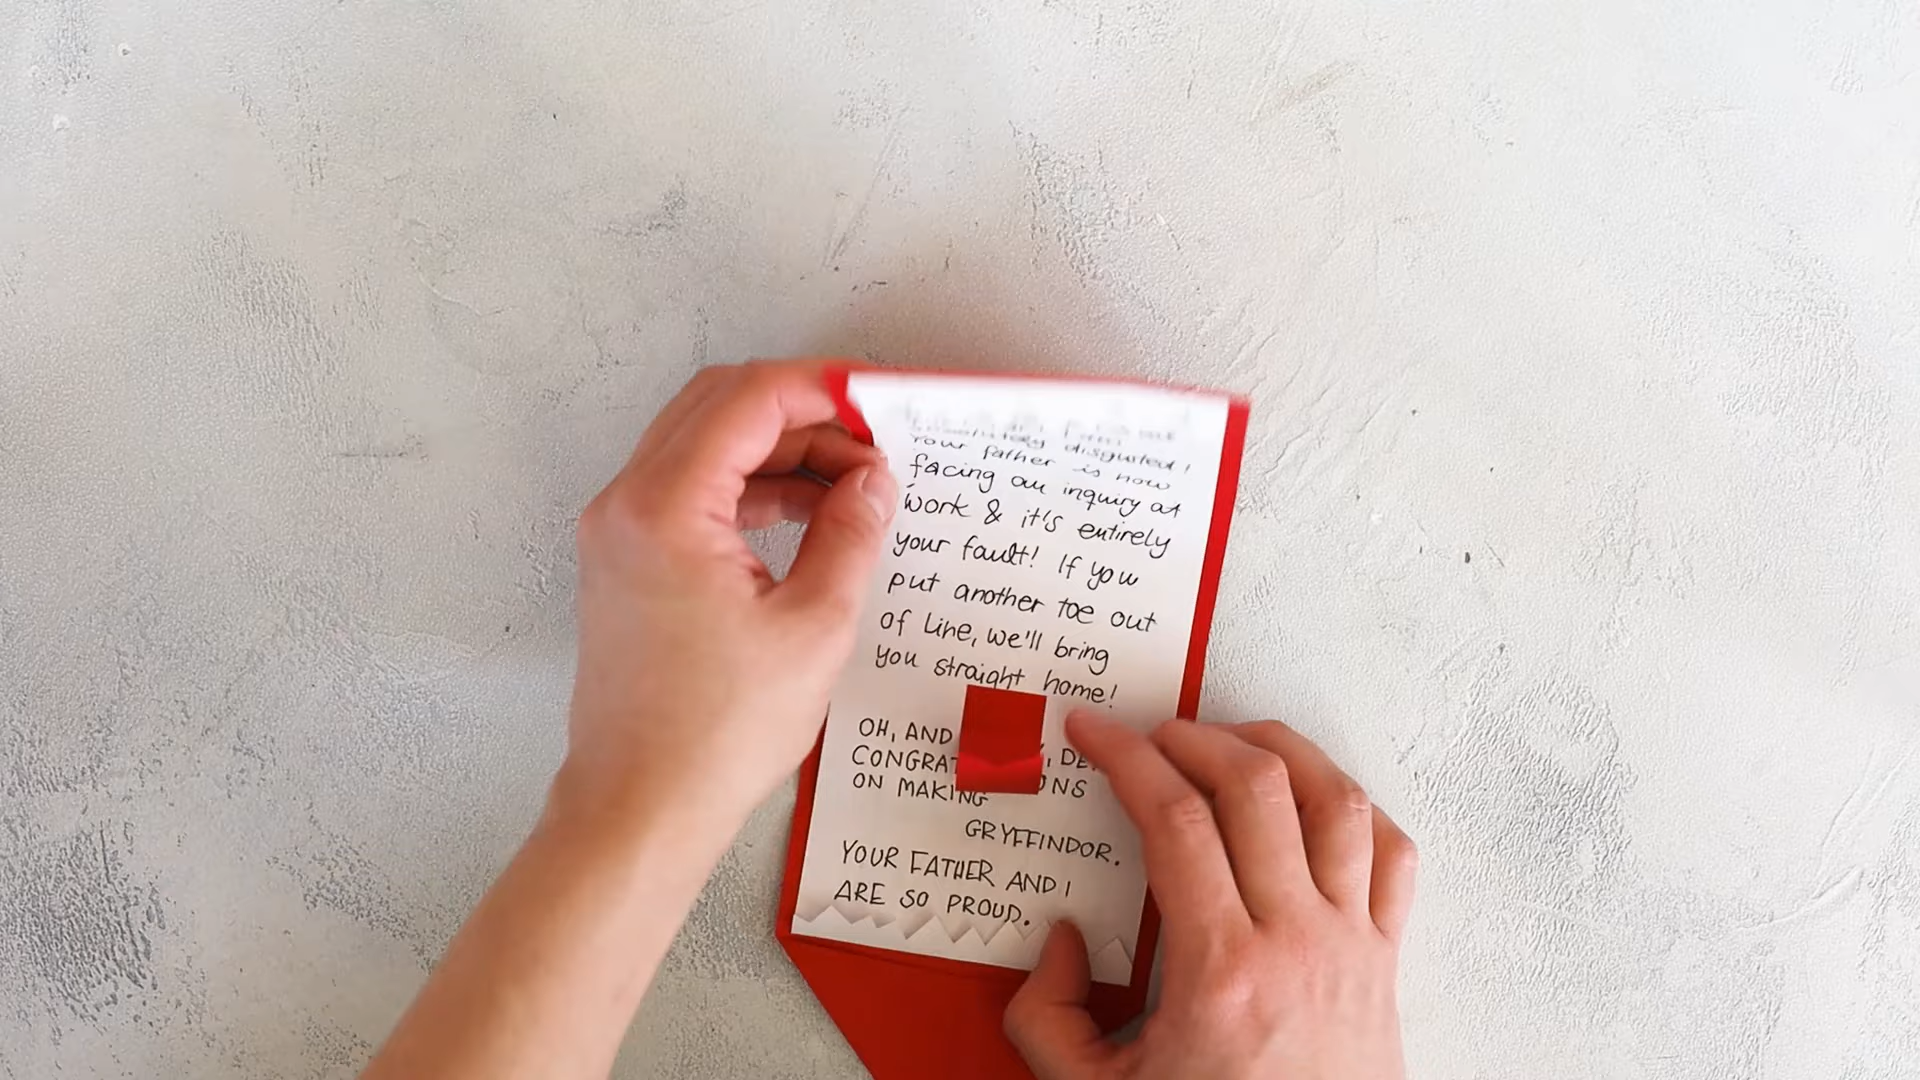 disgusted!
Your father is now
facing an inquiry at
work & it's entirely
your fault! If you
put another toe out
of line, we'll bring
you straight home!
OH, AND
CONGRAT
ON MAKING
GRYFFINDOR.
YOUR FATHER AND I
ARE SO PROUD.